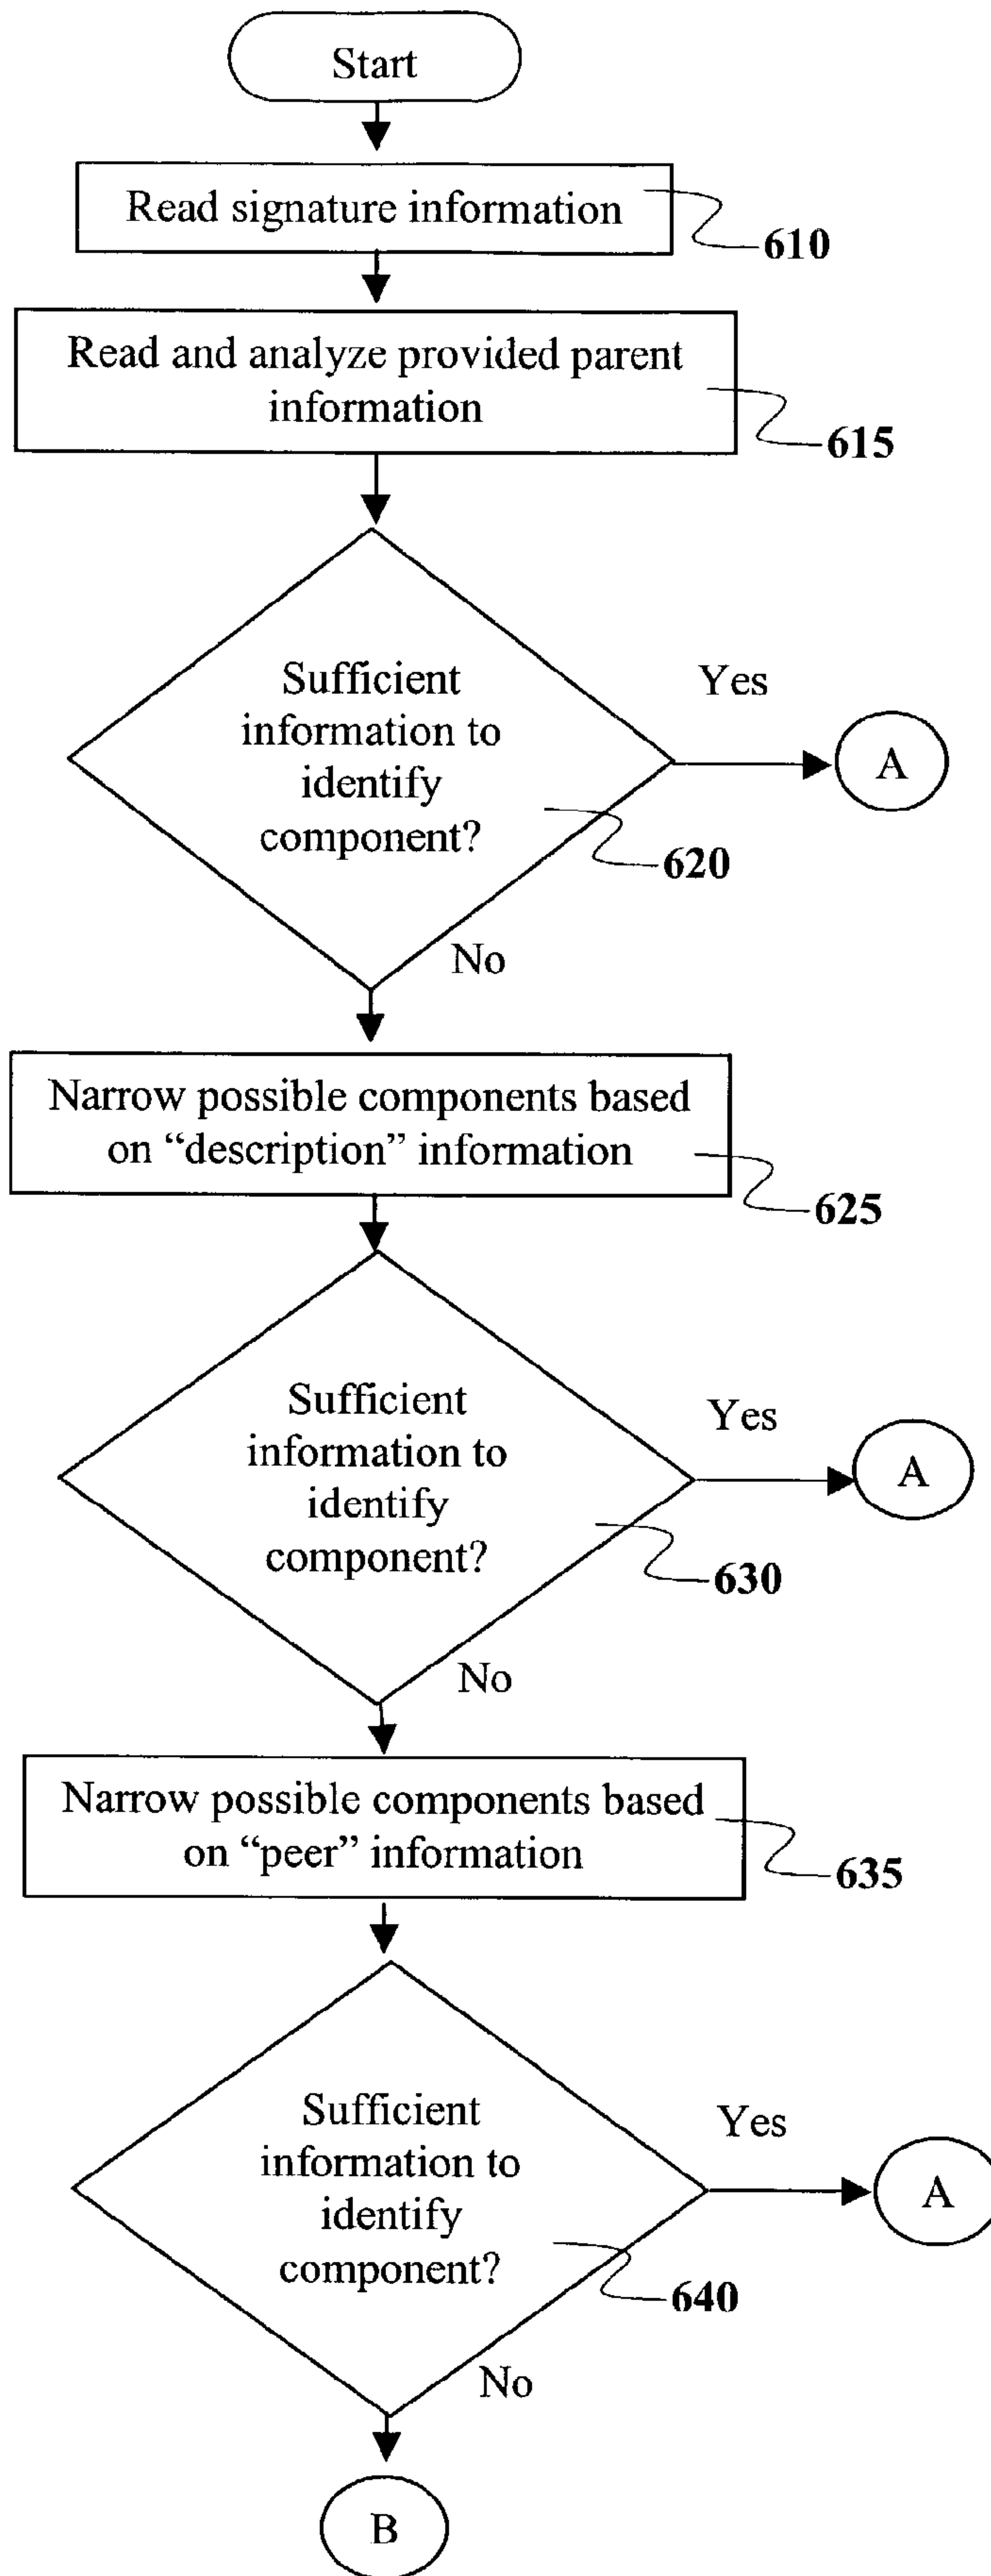 Start
Read signature information
610
Read and analyze provided parent
information
615
Sufficient
information to
identify
component?
Yes
A
620
No
Narrow possible components based
on “description” information
625
Sufficient
information to
identify
component?
Yes
A
630
No
Narrow possible components based
on “peer” information
635
Sufficient
information to
identify
component?
Yes
A
640
No
B